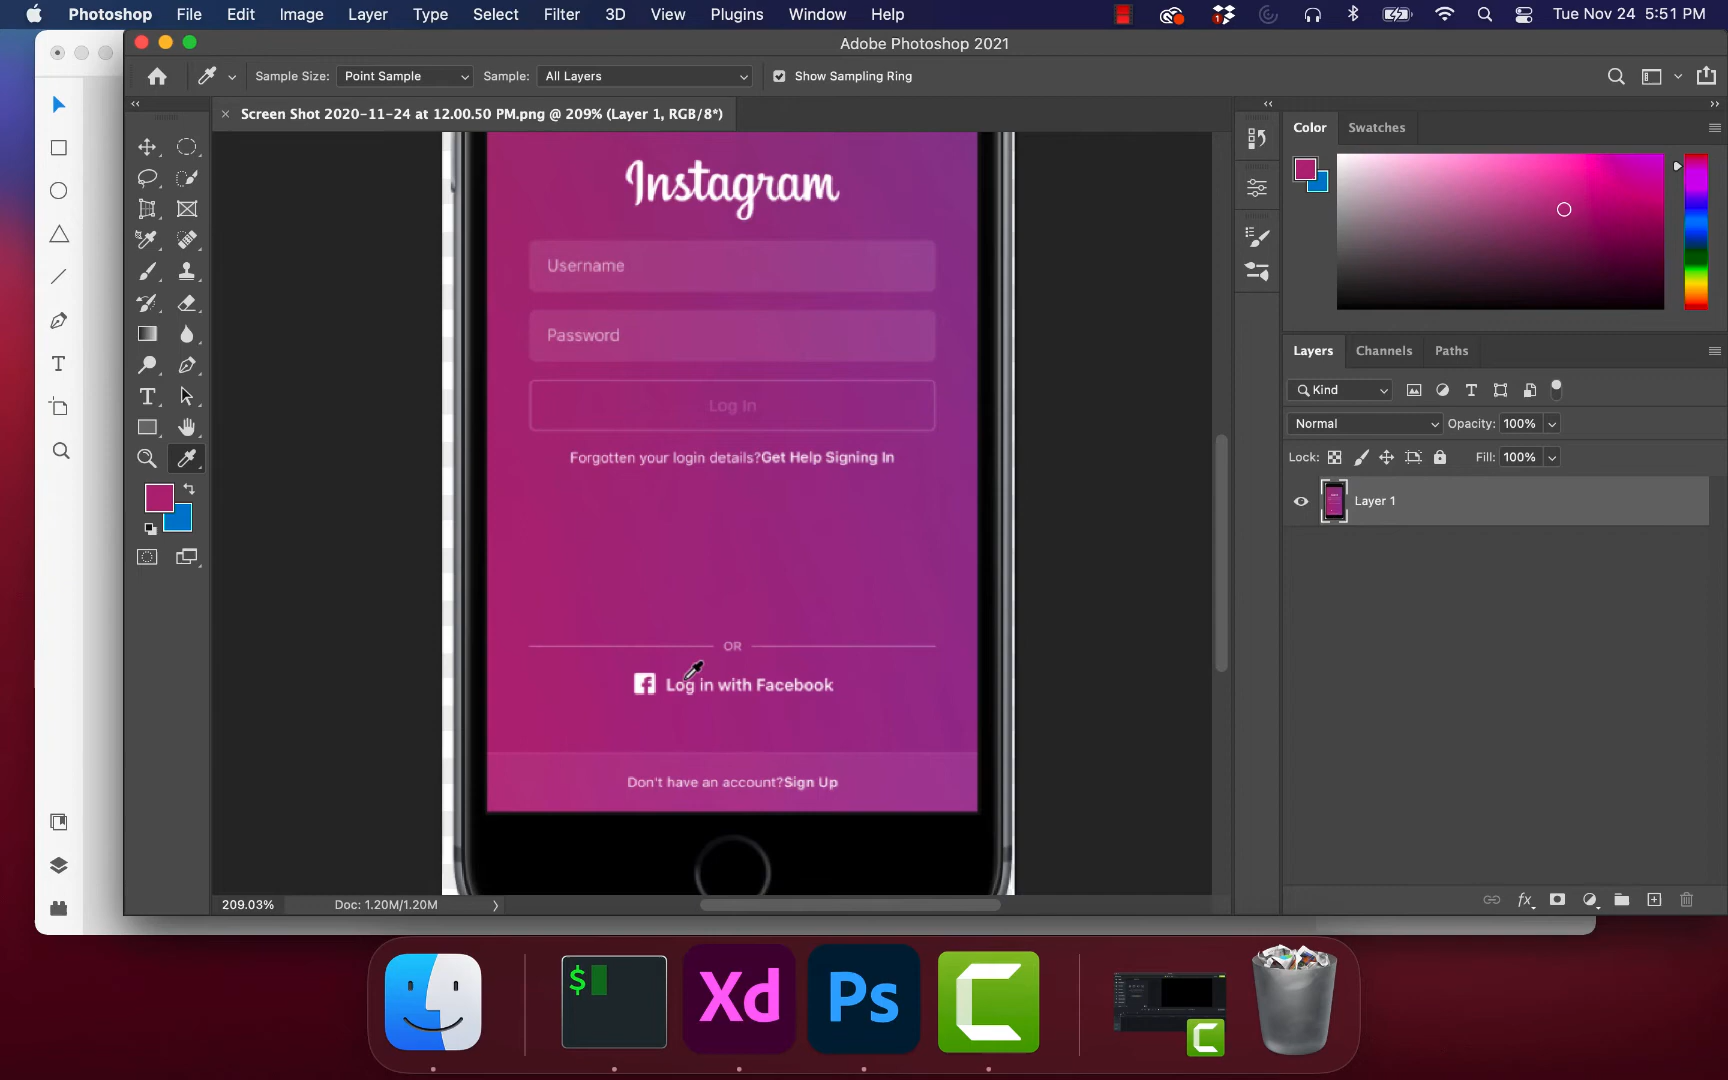 Photoshop File Edit Image Layer Type Select Filter 3D View Plugins Window Help 1 Tue Nov 24 5:51 PM
Adobe Photoshop 2021
Sample Size: Point Sample Sample: All Layers Show Sampling Ring
Screen Shot 2020-11-24 at 12.00.50 PM.png @ 209% (Layer 1, RGB/8*)
Color Swatches
Instagram
Username
Password
Log In
Forgotten your login details?Get Help Signing In
OR
Log in with Facebook
Don't have an account?Sign Up
Layers Channels Paths
Kind
Normal Opacity: 100%
Lock: Fill: 100%
Layer 1
fx
T
T
209.03% Doc: 1.20M/1.20M
$ Xd Ps C
C